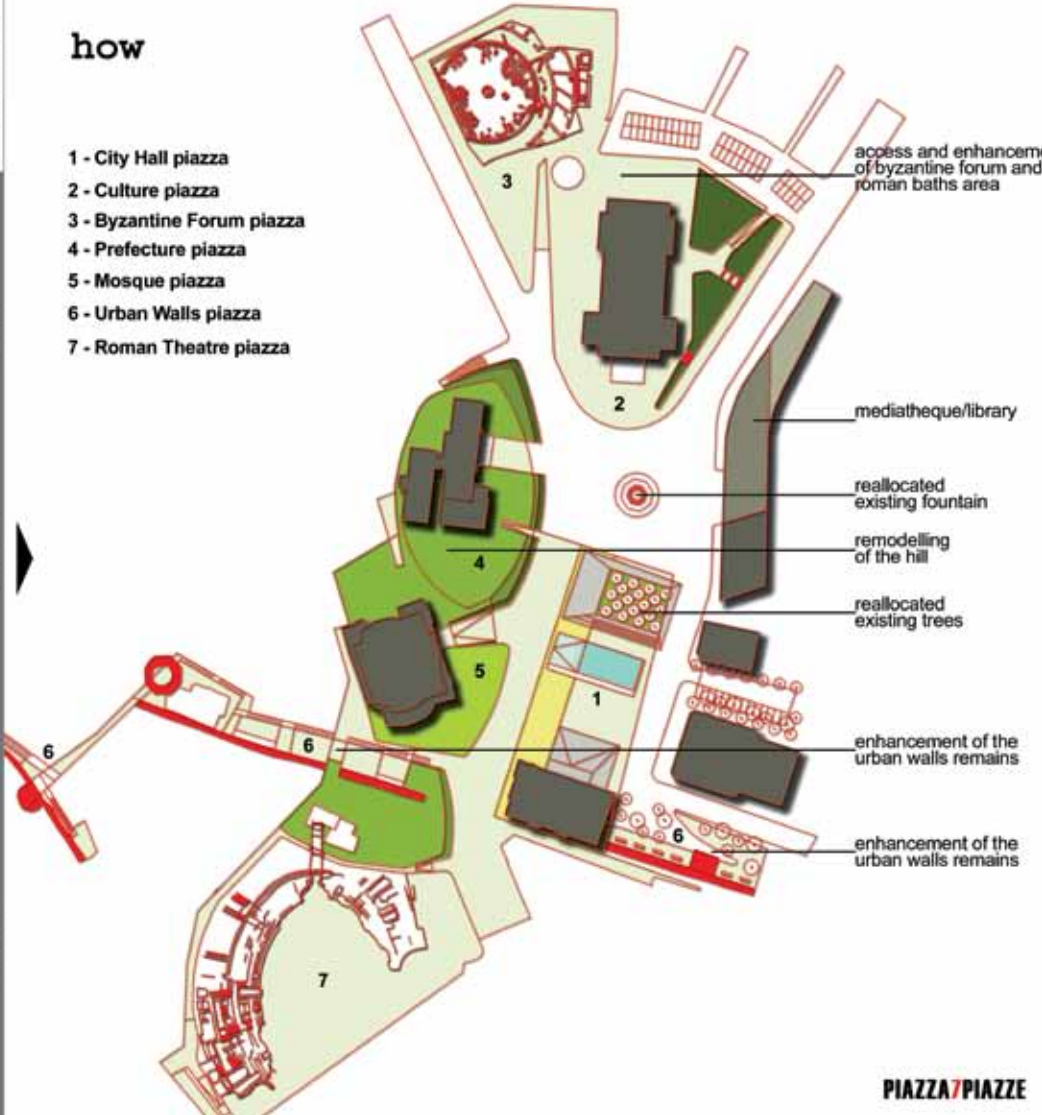 how
1 - City Hall piazza
2 - Culture piazza
3 - Byzantine Forum piazza
4 - Prefecture piazza
5 - Mosque piazza
6 - Urban Walls piazza
7 - Roman Theatre piazza
3
access and enhanceme
of byzantine forum and
roman baths area
2
mediatheque/library
reallocated
existing fountain
remodelling
of the hill
4
reallocated
existing trees
5
1
6
6
enhancement of the
urban walls remains
6
enhancement of the
urban walls remains
7
PIAZZA7PIAZZE